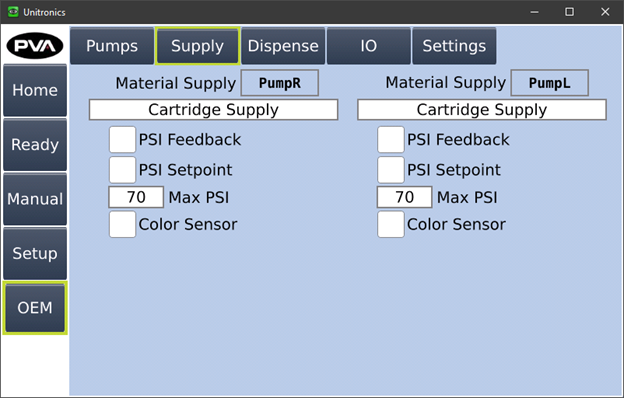 Unitronics
PVA
Pumps Supply Dispense IO Settings
Home
Ready
Manual
Setup
OEM
Material Supply PumpR
Cartridge Supply
PSI Feedback
PSI Setpoint
70 Max PSI
Color Sensor
Material Supply PumpL
Cartridge Supply
PSI Feedback
PSI Setpoint
70 Max PSI
Color Sensor